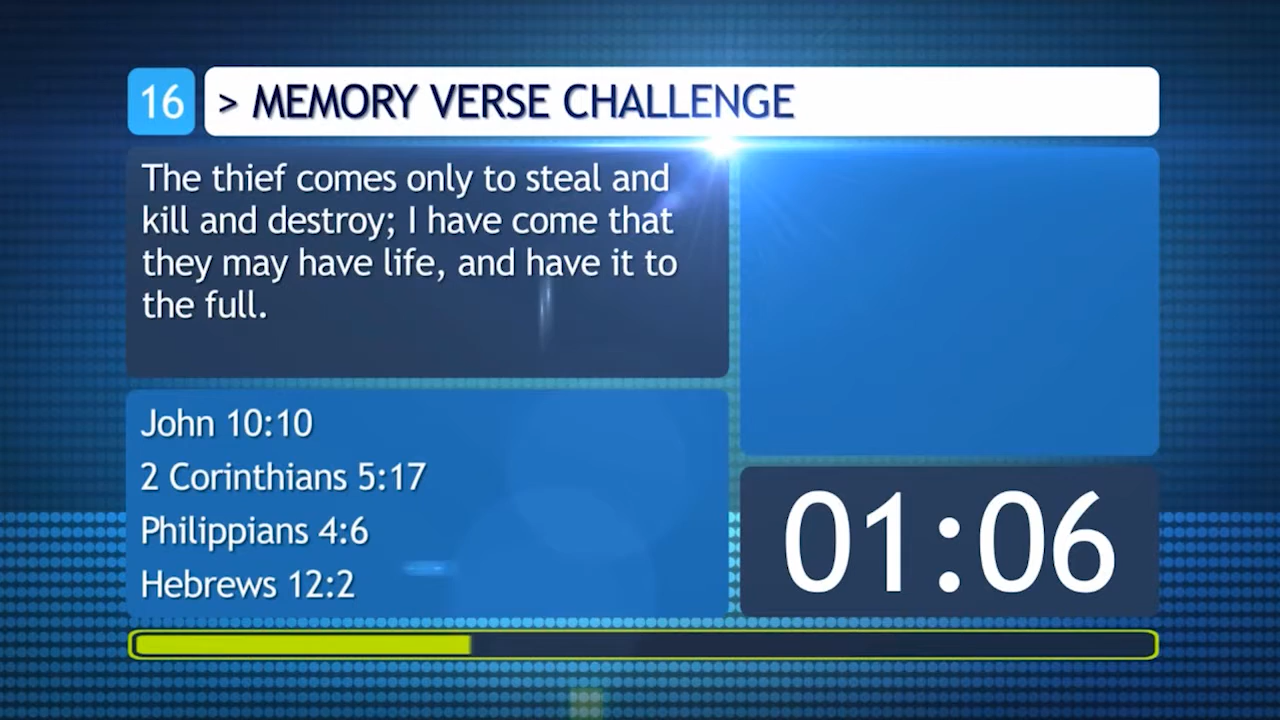 16 > MEMORY VERSE CHALLENGE
The thief comes only to steal and
kill and destroy; I have come that
they may have life, and have it to
the full.
John 10:10
2 Corinthians 5:17
Philippians 4:6
Hebrews 12:2
01:06